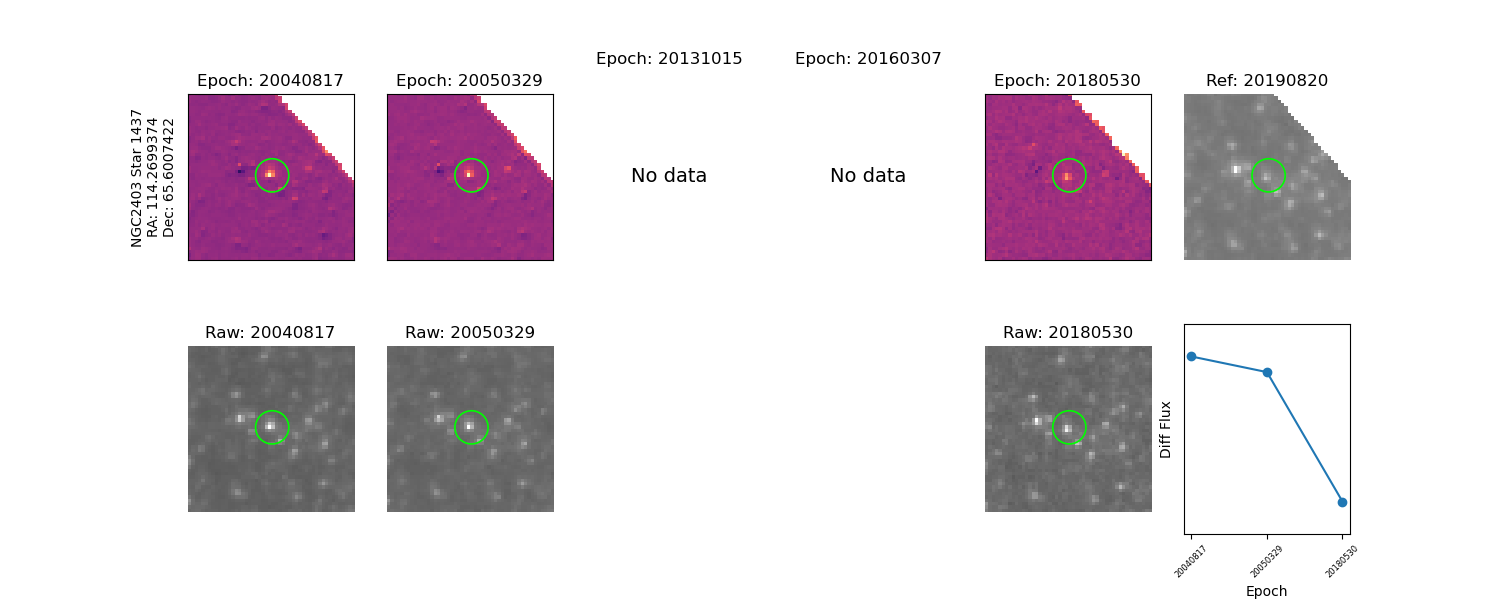 Epoch: 20131015
Epoch: 20160307
Epoch: 20040817
Epoch: 20050329
Epoch: 20180530
Ref: 20190820
NGC2403 Star 1437
RA: 114.2699374
Dec: 65.6007422
No data
No data
Raw: 20040817
Raw: 20050329
Raw: 20180530
Diff Flux
20040817
20050329
20180530
Epoch